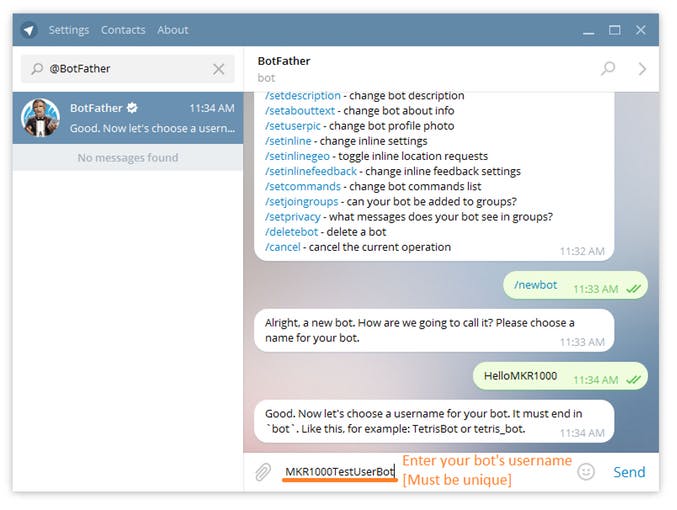 Settings Contacts About
@BotFather
BotFather
bot
BotFather 11:34 AM
Good. Now let's choose a usern...
No messages found
/setdescription - change bot description
/setabouttext - change bot about info
/setuserpic - change bot profile photo
/setinline - change inline settings
/setinlinegeo - toggle inline location requests
/setinlinefeedback - change inline feedback settings
/setcommands - change bot commands list
/setjoingroups - can your bot be added to groups?
/setprivacy - what messages does your bot see in groups?
/deletebot - delete a bot
/cancel - cancel the current operation
11:32 AM
/newbot 11:33 AM
Alright, a new bot. How are we going to call it? Please choose a
name for your bot.
11:33 AM
HelloMKR1000 11:34 AM
Good. Now let's choose a username for your bot. It must end in
`bot`. Like this, for example: TetrisBot or tetris_bot.
11:34 AM
MKR1000TestUserBot
Enter your bot's username
[Must be unique]
Send